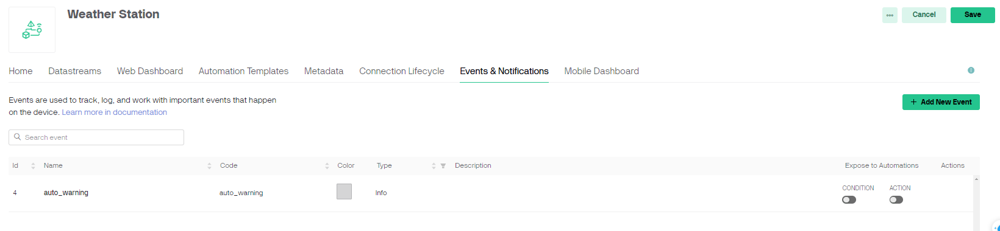 Weather Station
Cancel
Save
Home Datastreams Web Dashboard Automation Templates Metadata Connection Lifecycle Events & Notifications Mobile Dashboard
Events are used to track, log, and work with important events that happen
on the device. Learn more in documentation
+ Add New Event
Search event
Id Name Code Color Type Description Expose to Automations Actions
CONDITION ACTION
4 auto_warning auto_warning Info